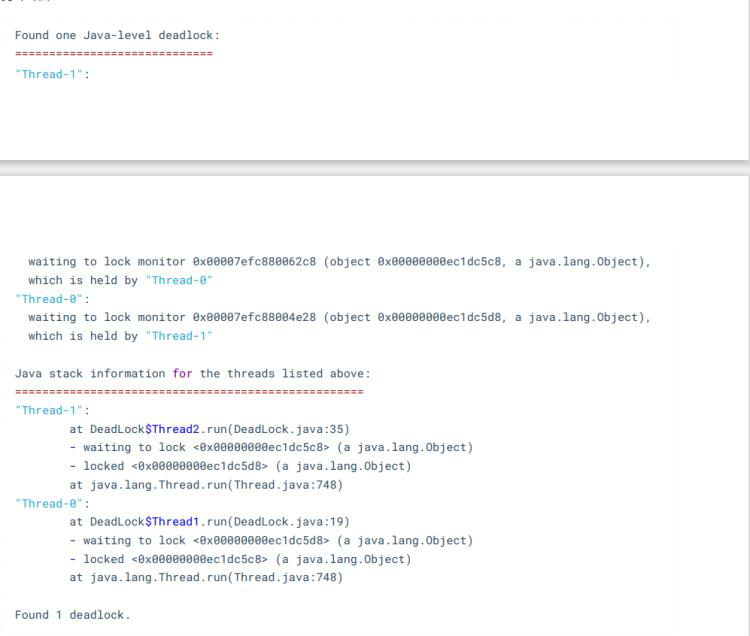 Found one Java-level deadlock:
=============================
"Thread-1":
waiting to lock monitor 0x00007efc880062c8 (object 0x00000000ec1dc5c8, a java.lang.Object),
which is held by "Thread-0"
"Thread-0":
waiting to lock monitor 0x00007efc88004e28 (object 0x00000000ec1dc5d8, a java.lang.Object),
which is held by "Thread-1"
Java stack information for the threads listed above:
===================================================
"Thread-1":
at DeadLock$Thread2.run(DeadLock.java:35)
- waiting to lock <0x00000000ec1dc5c8> (a java.lang.Object)
- locked <0x00000000ec1dc5d8> (a java.lang.Object)
at java.lang.Thread.run(Thread.java:748)
"Thread-0":
at DeadLock$Thread1.run(DeadLock.java:19)
- waiting to lock <0x00000000ec1dc5d8> (a java.lang.Object)
- locked <0x00000000ec1dc5c8> (a java.lang.Object)
at java.lang.Thread.run(Thread.java:748)
Found 1 deadlock.